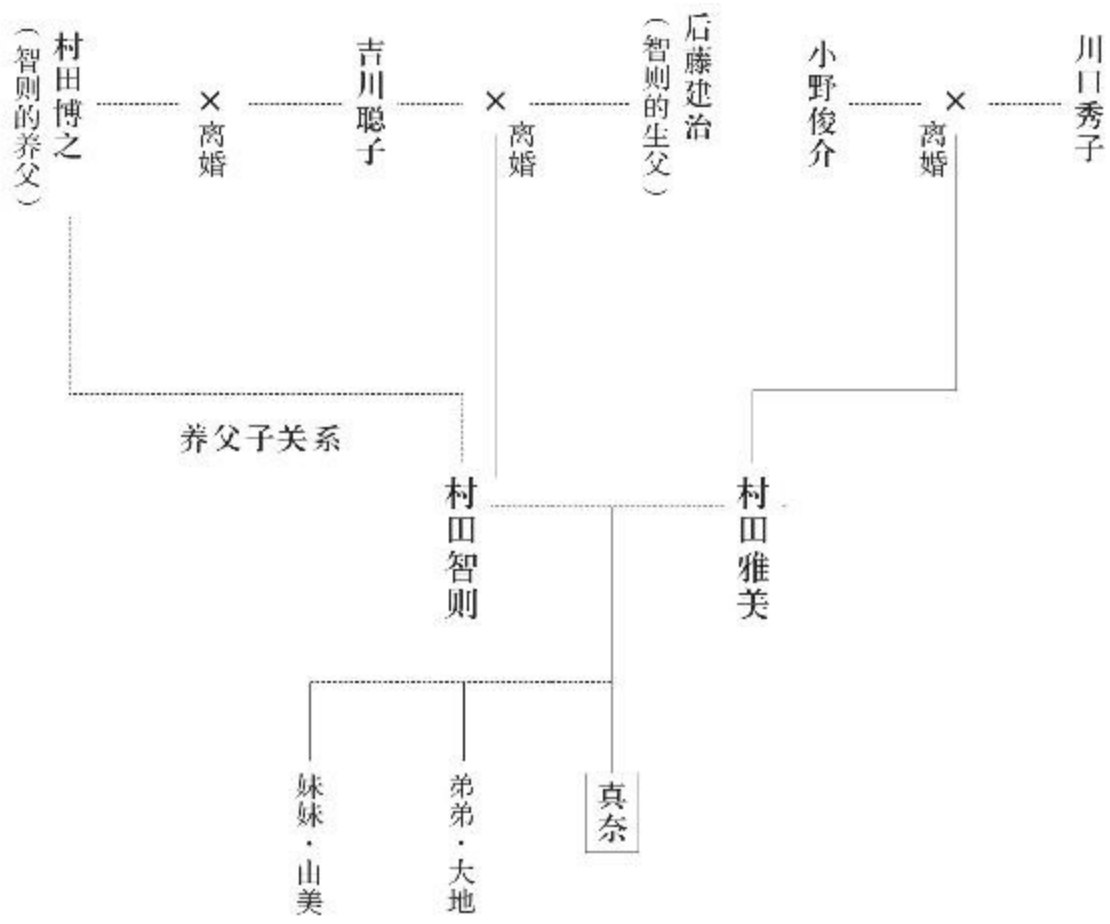 村田博之
（智则的养父）
×
离婚
吉川聪子
×
离婚
后藤建治
（智则的生父）
小野俊介
×
离婚
川口秀子
养父子关系
村田智则
村田雅美
妹妹·由美
弟弟·大地
真奈